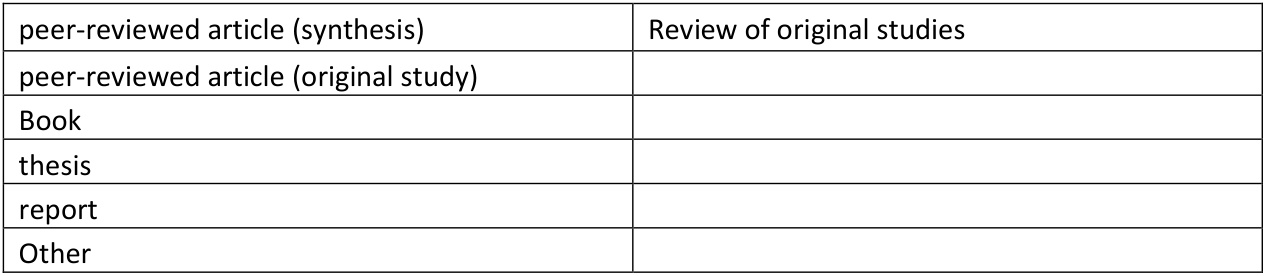 peer-reviewed article (synthesis) Review of original studies
peer-reviewed article (original study)
Book
thesis
report
Other